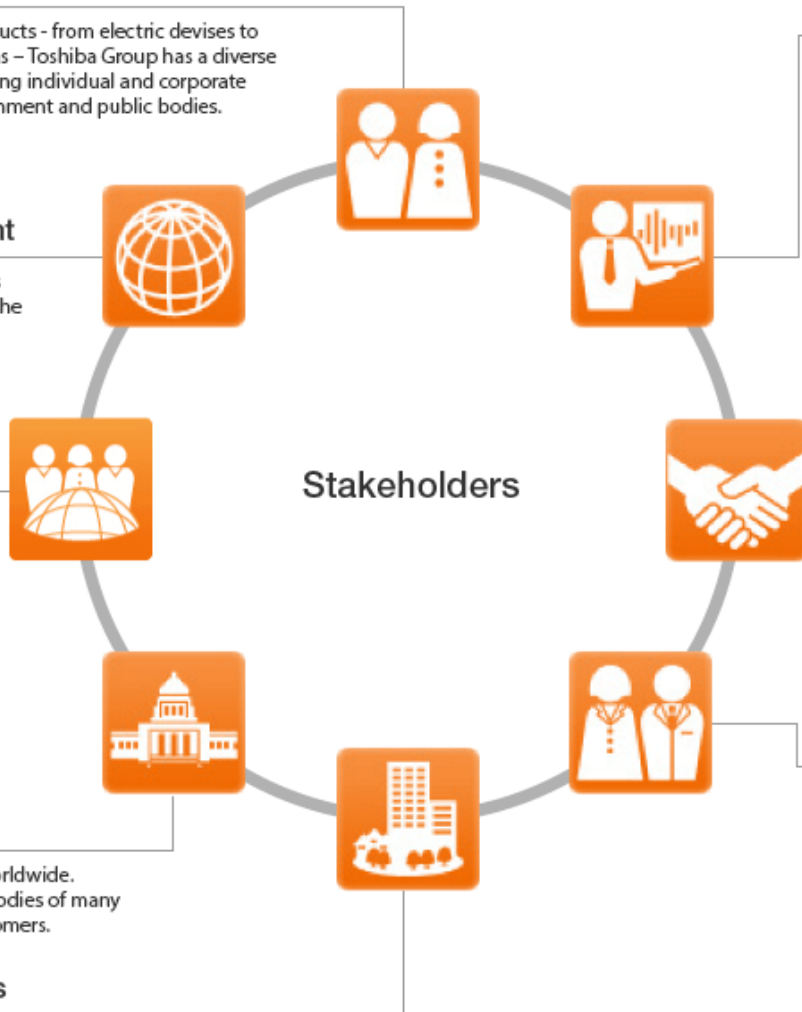 ucts - from electric devises to
s – Toshiba Group has a diverse
ng individual and corporate
nment and public bodies.
nt
s
he
Stakeholders
rldwide.
odies of many
omers.
s